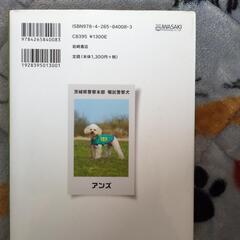 ISBN978-4-265-84008-3
C8395 ¥1300E
岩崎書店
定価(本体1,300円+税)
IWASAKI
9784265840083
1928395013001
茨城県警察本部 嘱託警察犬
アンズ